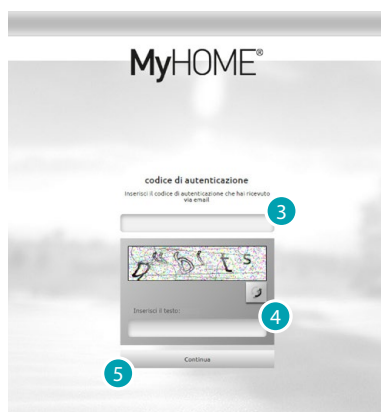 MyHOME®
codice di autenticazione
Inserisci il codice di autenticazione che hai ricevuto
via email
3
Inserisci il testo:
4
Continua
5